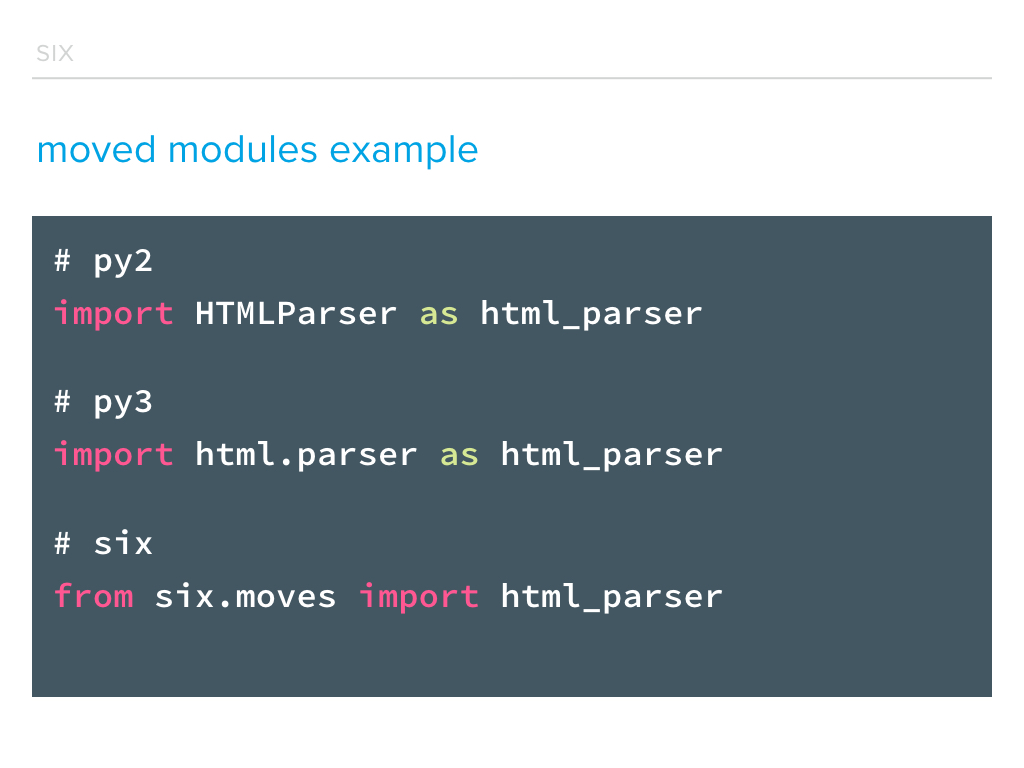 SIX
moved modules example
# py2
import HTMLParser as html_parser
# py3
import html.parser as html_parser
# six
from six.moves import html_parser